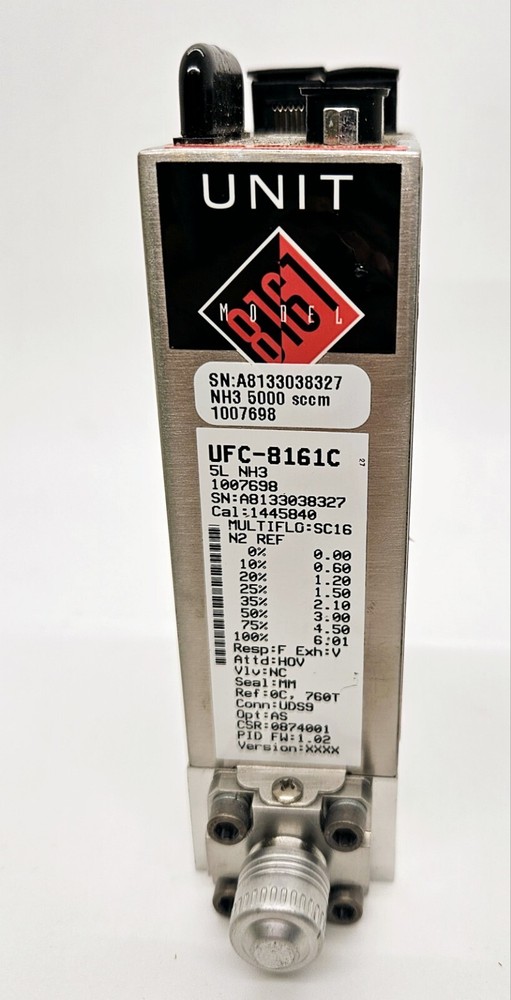 UNIT
MODEL
8161
SN:A8133038327
NH3 5000 sccm
1007698
UFC-8161C
27
5L NH3
1007698
SN:A8133038327
Cal:1445840
MULTIFLO:SC16
N2 REF
0% 0.00
10% 0.60
20% 1.20
25% 1.50
35% 2.10
50% 3.00
75% 4.50
100% 6.01
Resp:F Exh:V
Attd:HOV
Vlv:NC
Seal:MM
Ref:0C, 760T
Conn:UDS9
Opt:AS
CSR:0874001
PID FW:1.02
Version:XXXX